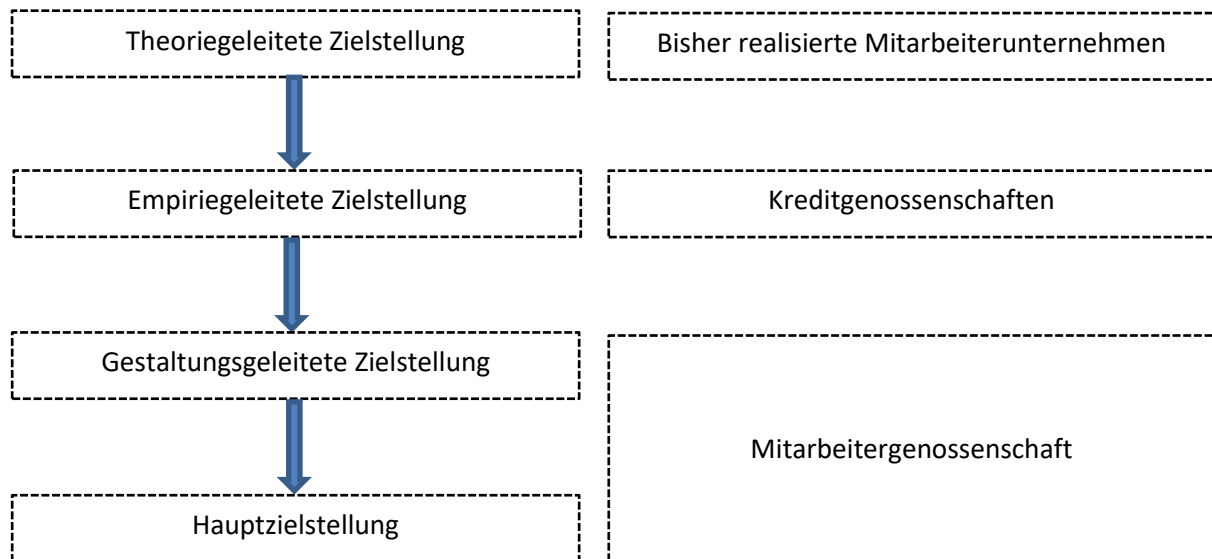 Theoriegeleitete Zielstellung
Bisher realisierte Mitarbeiterunternehmen
Empiriegeleitete Zielstellung
Kreditgenossenschaften
Gestaltungsgeleitete Zielstellung
Mitarbeitergenossenschaft
Hauptzielstellung